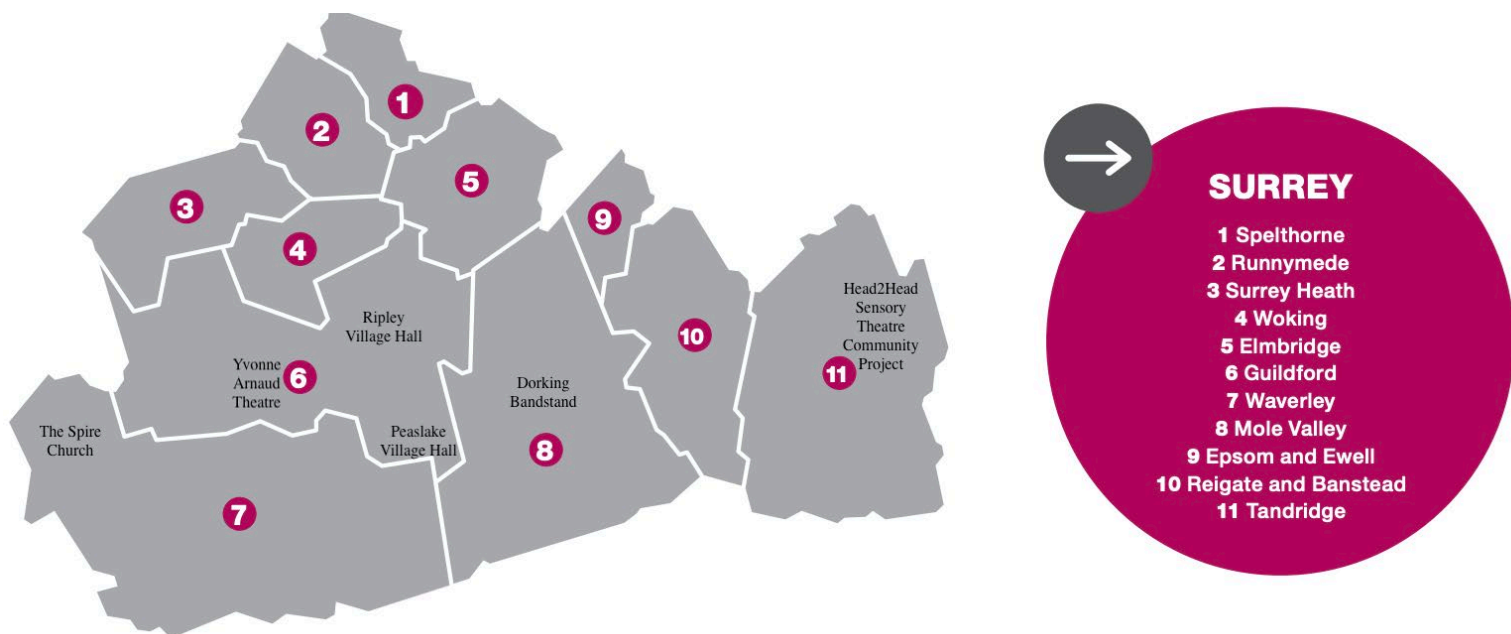 1
2
5
3
9
4
Head2Head
Sensory
Theatre
Community
Project
Ripley
Village Hall
10
11
Yvonne
Arnaud
Theatre
6
Dorking
Bandstand
The Spire
Church
Peaslake
Village Hall
8
7
SURREY
1 Spelthorne
2 Runnymede
3 Surrey Heath
4 Woking
5 Elmbridge
6 Guildford
7 Waverley
8 Mole Valley
9 Epsom and Ewell
10 Reigate and Banstead
11 Tandridge